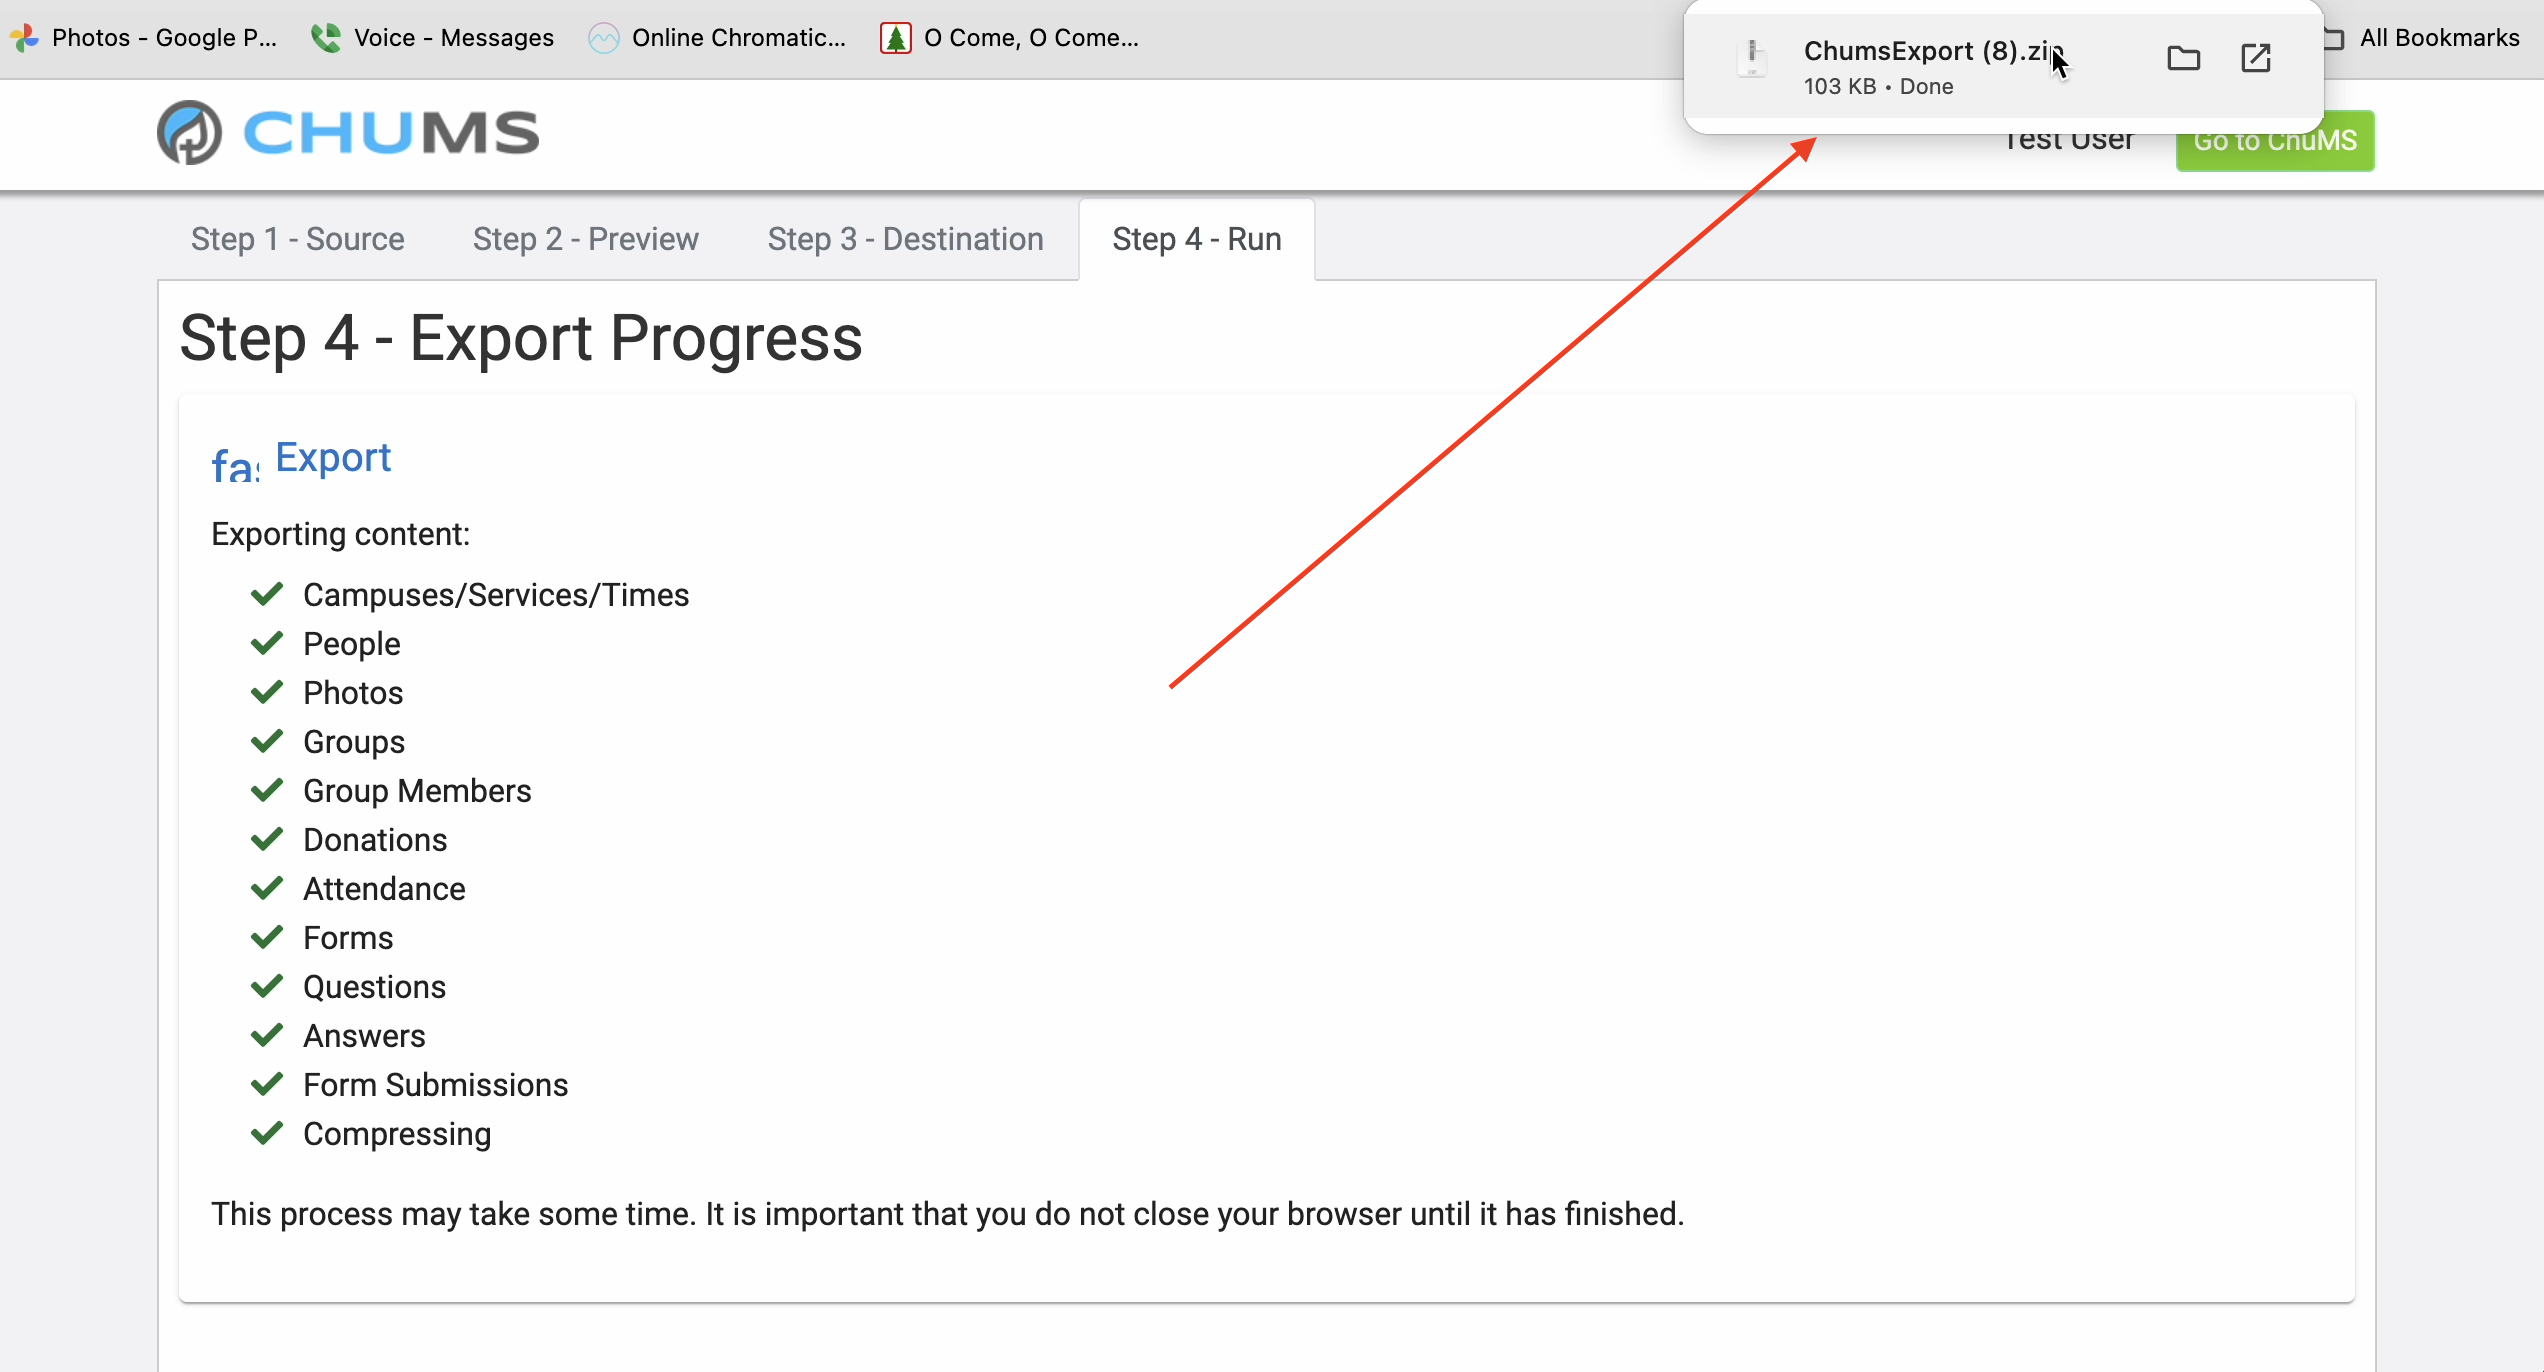 Photos - Google P...
Voice - Messages
Online Chromatic...
O Come, O Come...
ChumsExport (8).zip
103 KB • Done
All Bookmarks
CHUMS
Test User
Go to ChuMS
Step 1 - Source
Step 2 - Preview
Step 3 - Destination
Step 4 - Run
Step 4 - Export Progress
fas
Export
Exporting content:
Campuses/Services/Times
People
Photos
Groups
Group Members
Donations
Attendance
Forms
Questions
Answers
Form Submissions
Compressing
This process may take some time. It is important that you do not close your browser until it has finished.